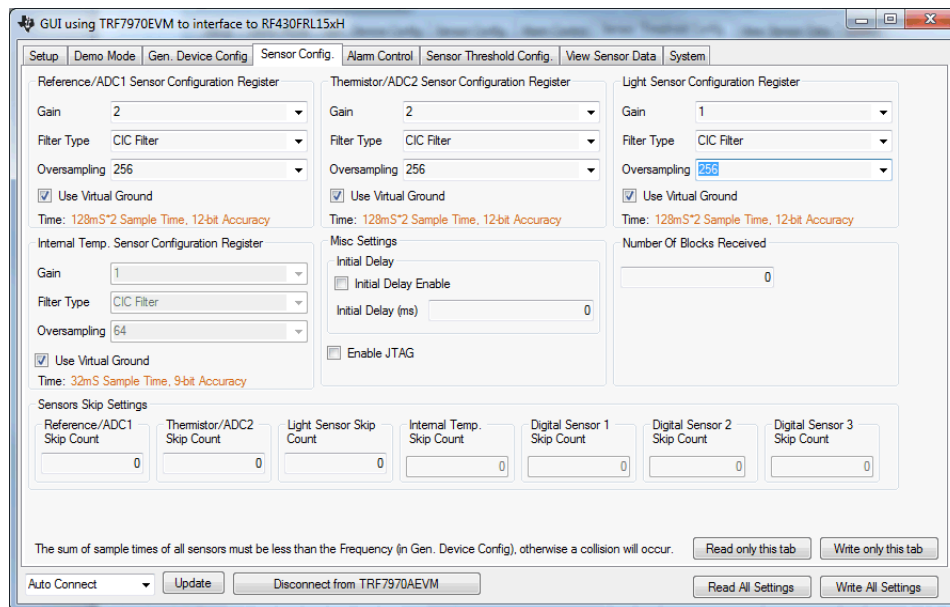 GUI using TRF7970EVM to interface to RF430FRL15xH
Setup Demo Mode Gen. Device Config Sensor Config. Alarm Control Sensor Threshold Config. View Sensor Data System
Reference/ADC1 Sensor Configuration Register
Gain 2
Filter Type CIC Filter
Oversampling 256
Use Virtual Ground
Time: 128mS*2 Sample Time, 12-bit Accuracy
Thermistor/ADC2 Sensor Configuration Register
Gain 2
Filter Type CIC Filter
Oversampling 256
Use Virtual Ground
Time: 128mS*2 Sample Time, 12-bit Accuracy
Light Sensor Configuration Register
Gain 1
Filter Type CIC Filter
Oversampling 256
Use Virtual Ground
Time: 128mS*2 Sample Time, 12-bit Accuracy
Internal Temp. Sensor Configuration Register
Gain 1
Filter Type CIC Filter
Oversampling 64
Use Virtual Ground
Time: 32mS Sample Time, 9-bit Accuracy
Misc Settings
Initial Delay
Initial Delay Enable
Initial Delay (ms) 0
Enable JTAG
Number Of Blocks Received
0
Sensors Skip Settings
Reference/ADC1
Skip Count
0
Thermistor/ADC2
Skip Count
0
Light Sensor Skip
Count
0
Internal Temp.
Skip Count
0
Digital Sensor 1
Skip Count
0
Digital Sensor 2
Skip Count
0
Digital Sensor 3
Skip Count
0
The sum of sample times of all sensors must be less than the Frequency (in Gen. Device Config), otherwise a collision will occur.
Read only this tab Write only this tab
Auto Connect Update Disconnect from TRF7970AEVM Read All Settings Write All Settings